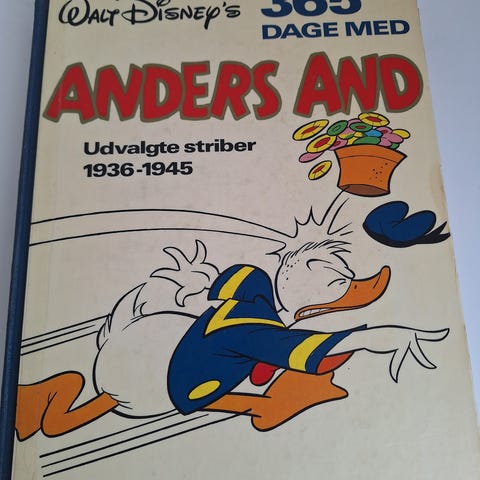 Walt Disney's
365
DAGE MED
ANDERS AND
Udvalgte striber
1936-1945